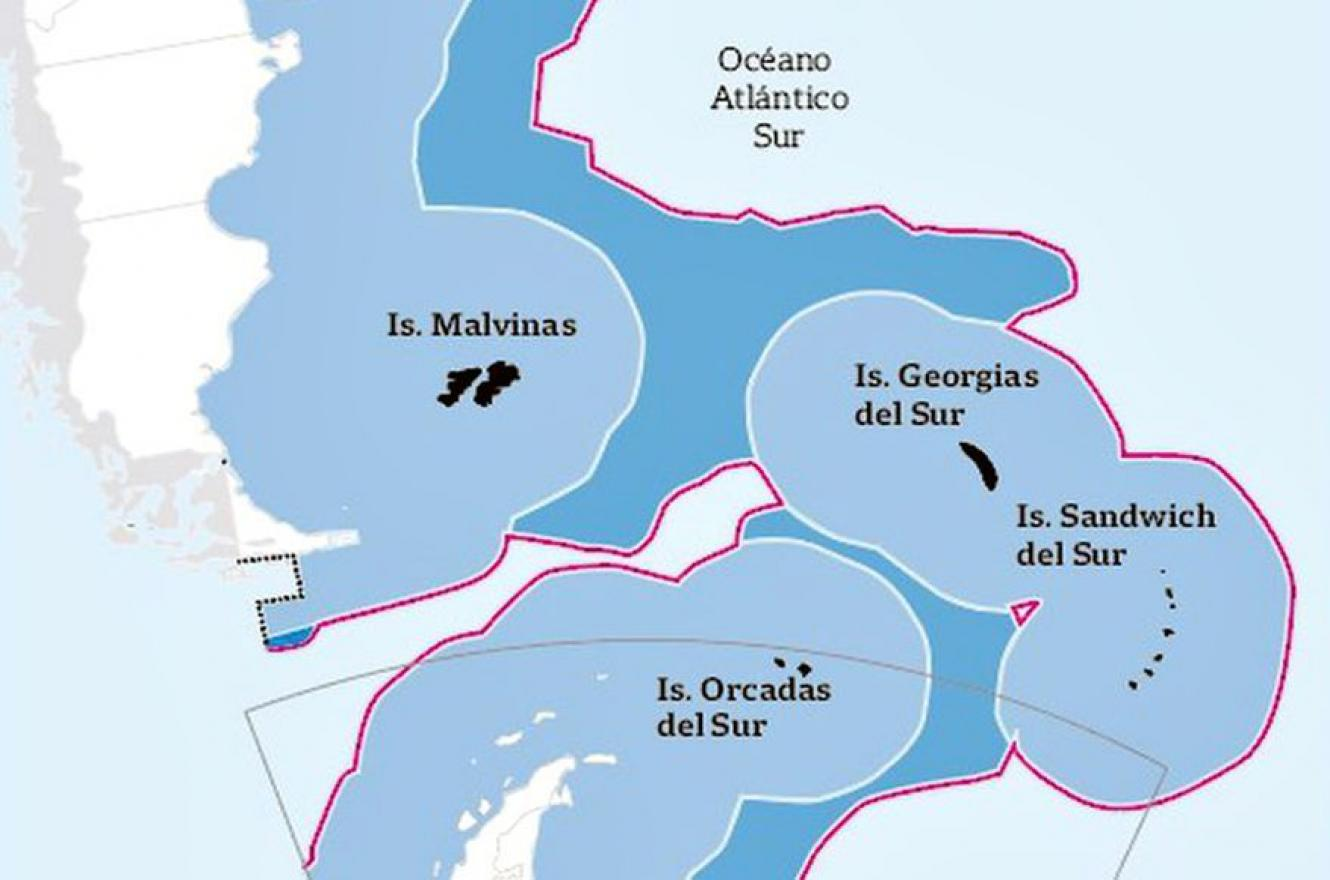 Océano
Atlántico
Sur
Is. Malvinas
Is. Georgias
del Sur
Is. Sandwich
del Sur
Is. Orcadas
del Sur